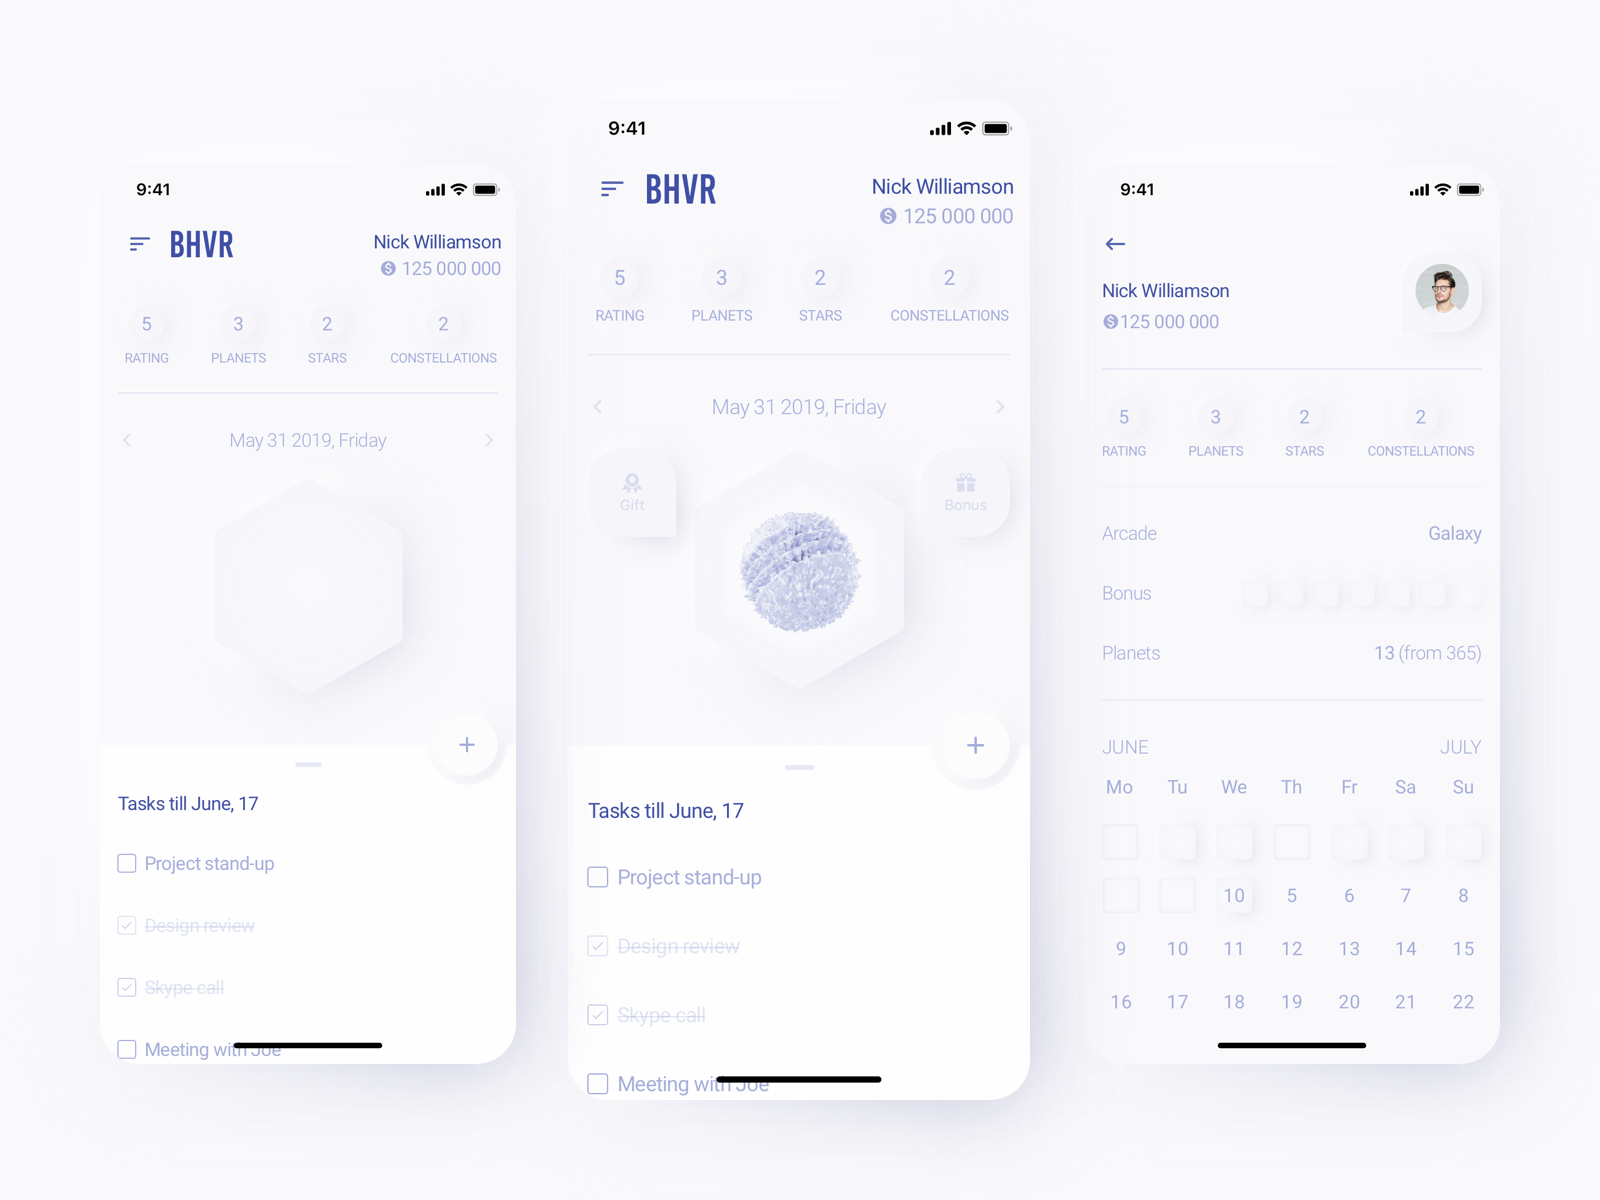 9:41
BHVR
Nick Williamson
$ 125 000 000
5 3 2 2
RATING PLANETS STARS CONSTELLATIONS
May 31 2019, Friday
Tasks till June, 17
Project stand-up
Design review
Skype call
Meeting with Joe
9:41
BHVR
Nick Williamson
$ 125 000 000
5 3 2 2
RATING PLANETS STARS CONSTELLATIONS
May 31 2019, Friday
Gift
Bonus
Tasks till June, 17
Project stand-up
Design review
Skype call
Meeting with Joe
9:41
Nick Williamson
$ 125 000 000
5 3 2 2
RATING PLANETS STARS CONSTELLATIONS
Arcade Galaxy
Bonus
Planets 13 (from 365)
JUNE JULY
Mo Tu We Th Fr Sa Su
10 5 6 7 8
9 10 11 12 13 14 15
16 17 18 19 20 21 22